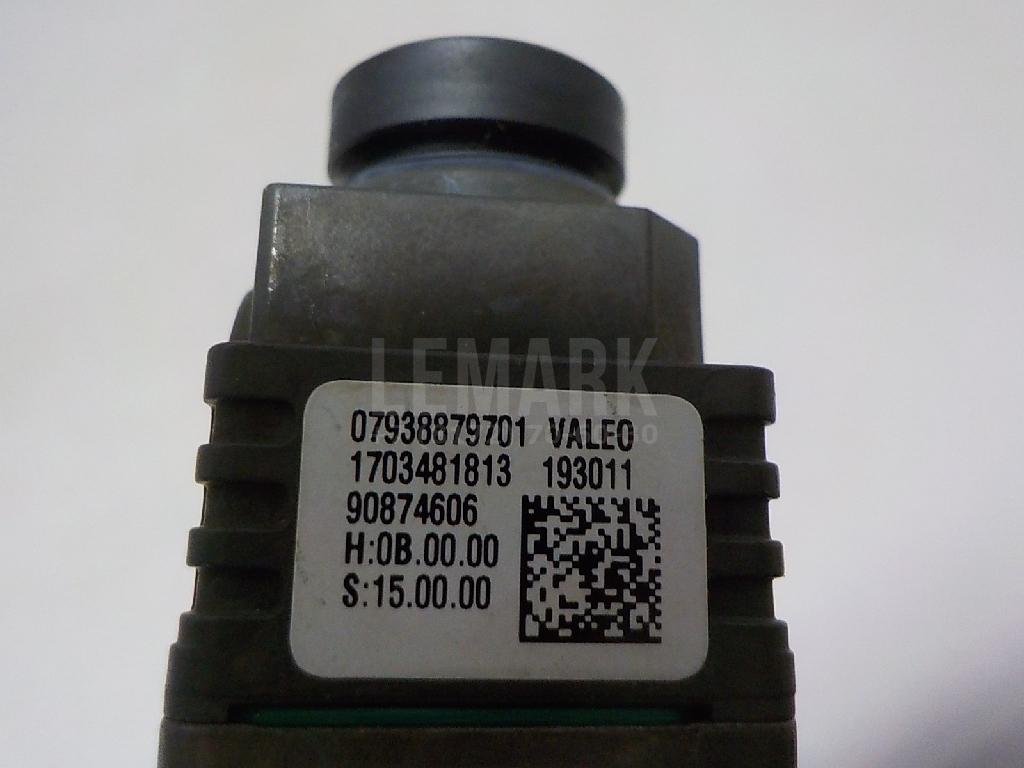 LEMARK
07938879701 VALEO
1703481813 193011
90874606
H:0B.00.00
S:15.00.00